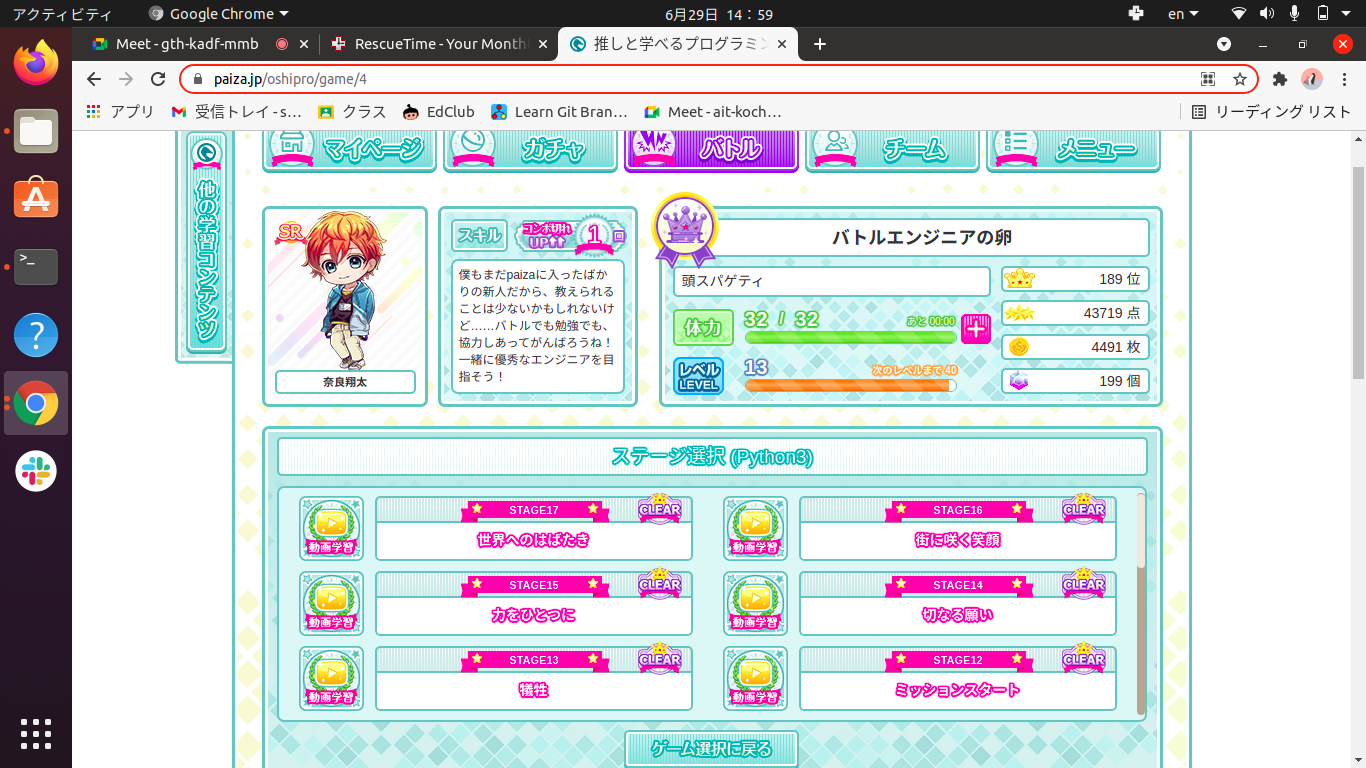 アクティビティ
Google Chrome
6月29日 14：59
en
Meet - gth-kadf-mmb
RescueTime - Your Month
推しと学べるプログラミン
paiza.jp/oshipro/game/4
アプリ
受信トレイ - s…
クラス
EdClub
Learn Git Bran…
Meet - ait-koch…
リーディング リスト
他の学習コンテンツ
マイページ
ガチャ
バトル
チーム
メニュー
SR
奈良翔太
スキル
コンボ切れ
UP
1
僕もまだpaizaに入ったばか
りの新人だから、教えられる
ことは少ないかもしれないけ
ど……バトルでも勉強でも、
協力しあってがんばろうね！
一緒に優秀なエンジニアを目
指そう！
バトルエンジニアの卵
頭スパゲティ
189 位
体力
32 / 32
あと 00:00
43719 点
4491 枚
レベル
LEVEL
13
次のレベルまで 40
199 個
ステージ選択 (Python3)
動画学習
STAGE17
CLEAR
世界へのはばたき
動画学習
STAGE16
CLEAR
街に咲く笑顔
動画学習
STAGE15
CLEAR
力をひとつに
動画学習
STAGE14
CLEAR
切なる願い
動画学習
STAGE13
CLEAR
犠牲
動画学習
STAGE12
CLEAR
ミッションスタート
ゲーム選択に戻る